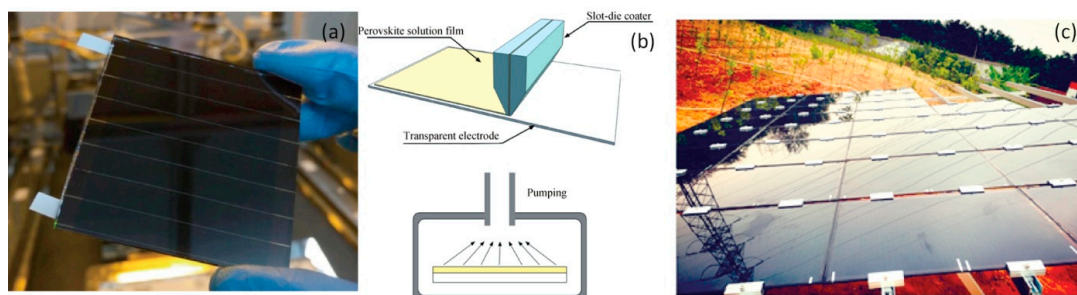 (a)
Perovskite solution film
Slot-die coater
(b)
Transparent electrode
Pumping
(c)